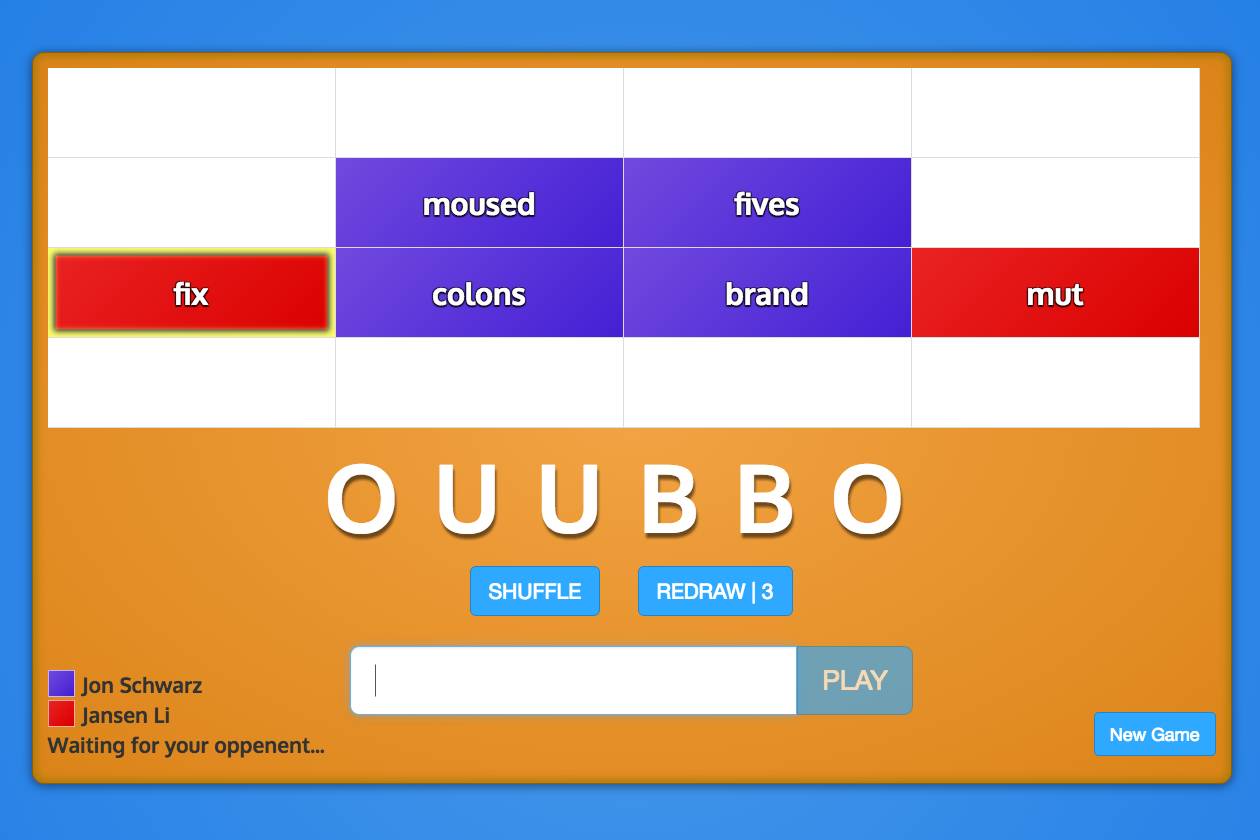 moused fives
fix colons brand mut
O U U B B O
SHUFFLE REDRAW | 3
PLAY
Jon Schwarz
Jansen Li
Waiting for your oppenent...
New Game